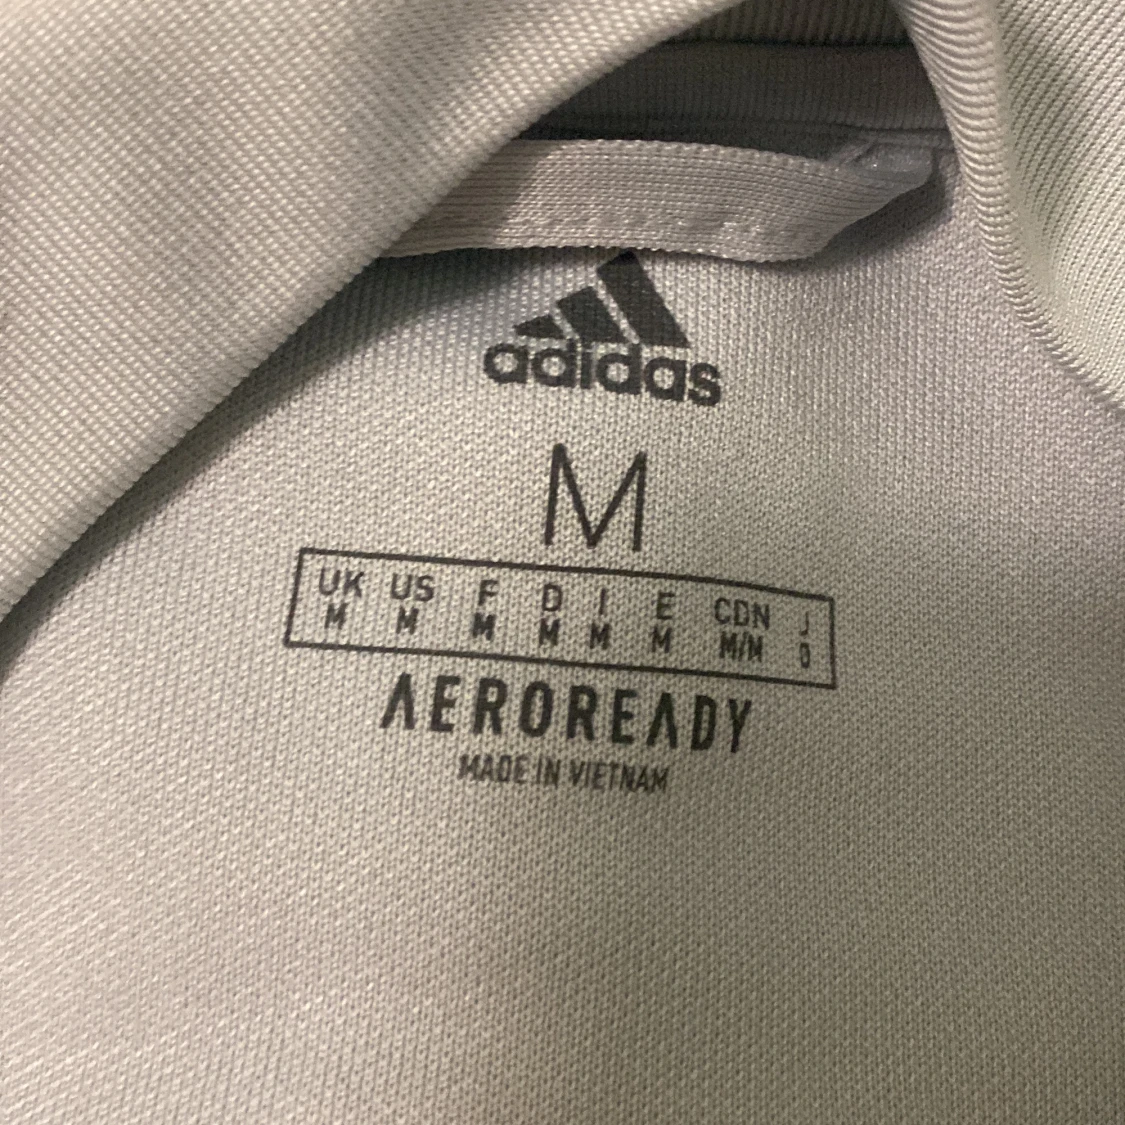 adidas
M
UK US F D I E CDN J
M M M M M M M/M O
AEROREADY
MADE IN VIETNAM